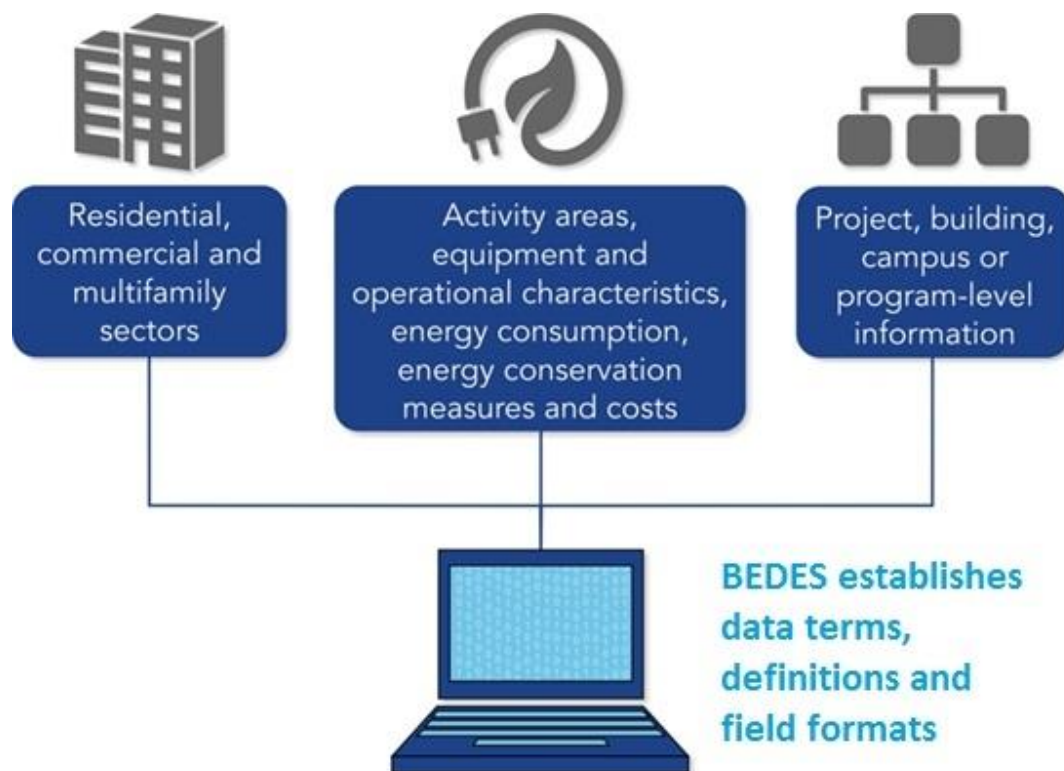 Residential,
commercial and
multifamily
sectors
Activity areas,
equipment and
operational characteristics,
energy consumption,
energy conservation
measures and costs
Project, building,
campus or
program-level
information
BEDES establishes
data terms,
definitions and
field formats